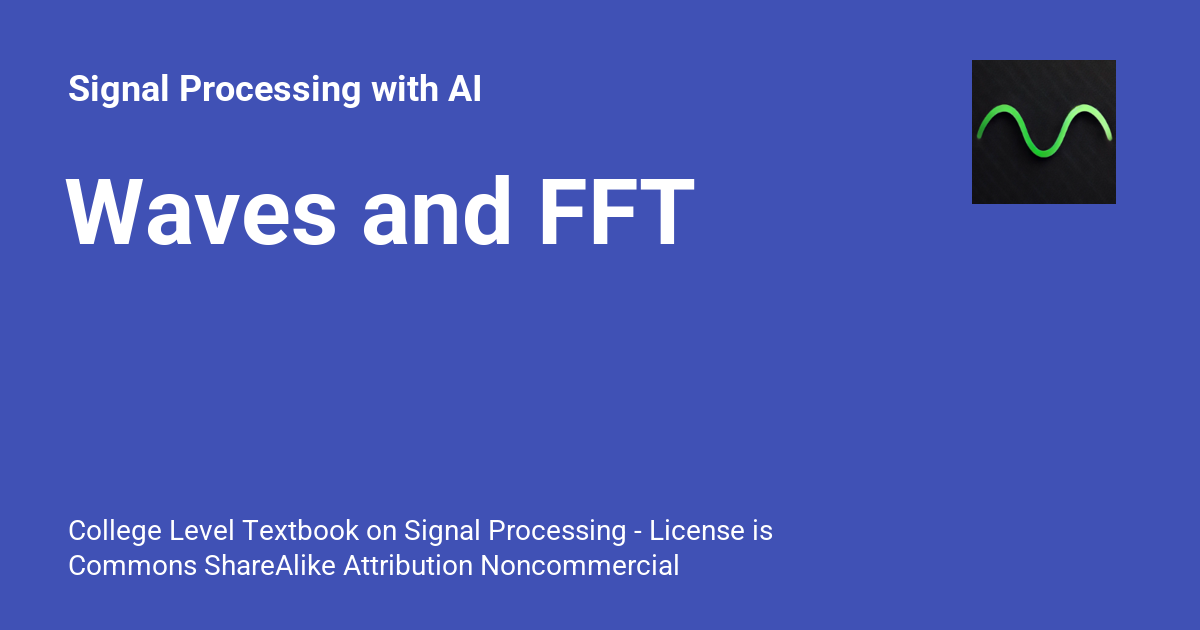 Signal Processing with AI
Waves and FFT
College Level Textbook on Signal Processing - License is
Commons ShareAlike Attribution Noncommercial